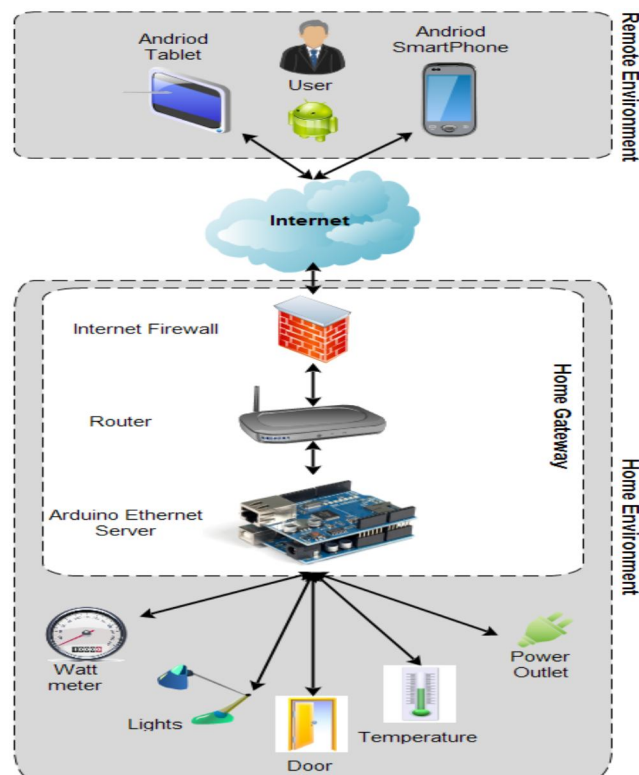 Andriod
Tablet
User
Andriod
SmartPhone
Remote Environment
Internet
Internet Firewall
Router
Arduino Ethernet
Server
Home Gateway
Home Environment
Watt
meter
Lights
Door
Temperature
Power
Outlet